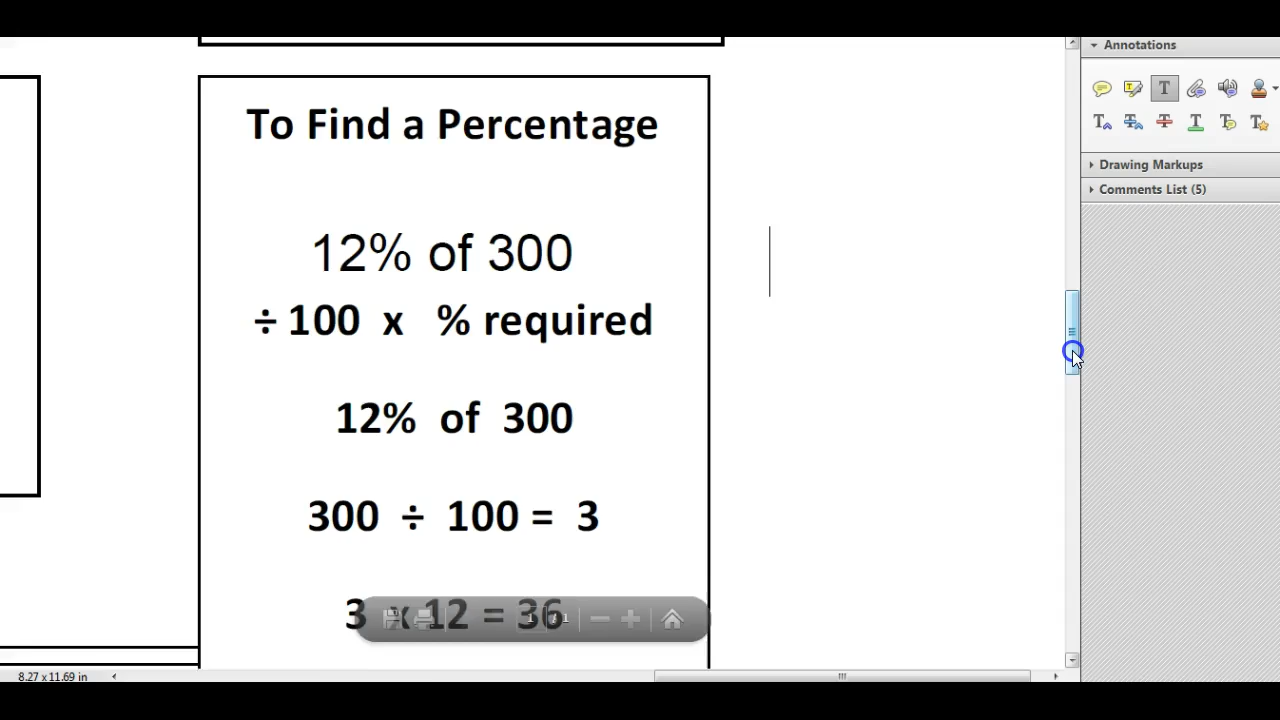 Annotations
To Find a Percentage
Drawing Markups
Comments List (5)
12% of 300
÷ 100 x % required
12% of 300
300 ÷ 100 = 3
3 x 12 = 36
8.27 x 11.69 in